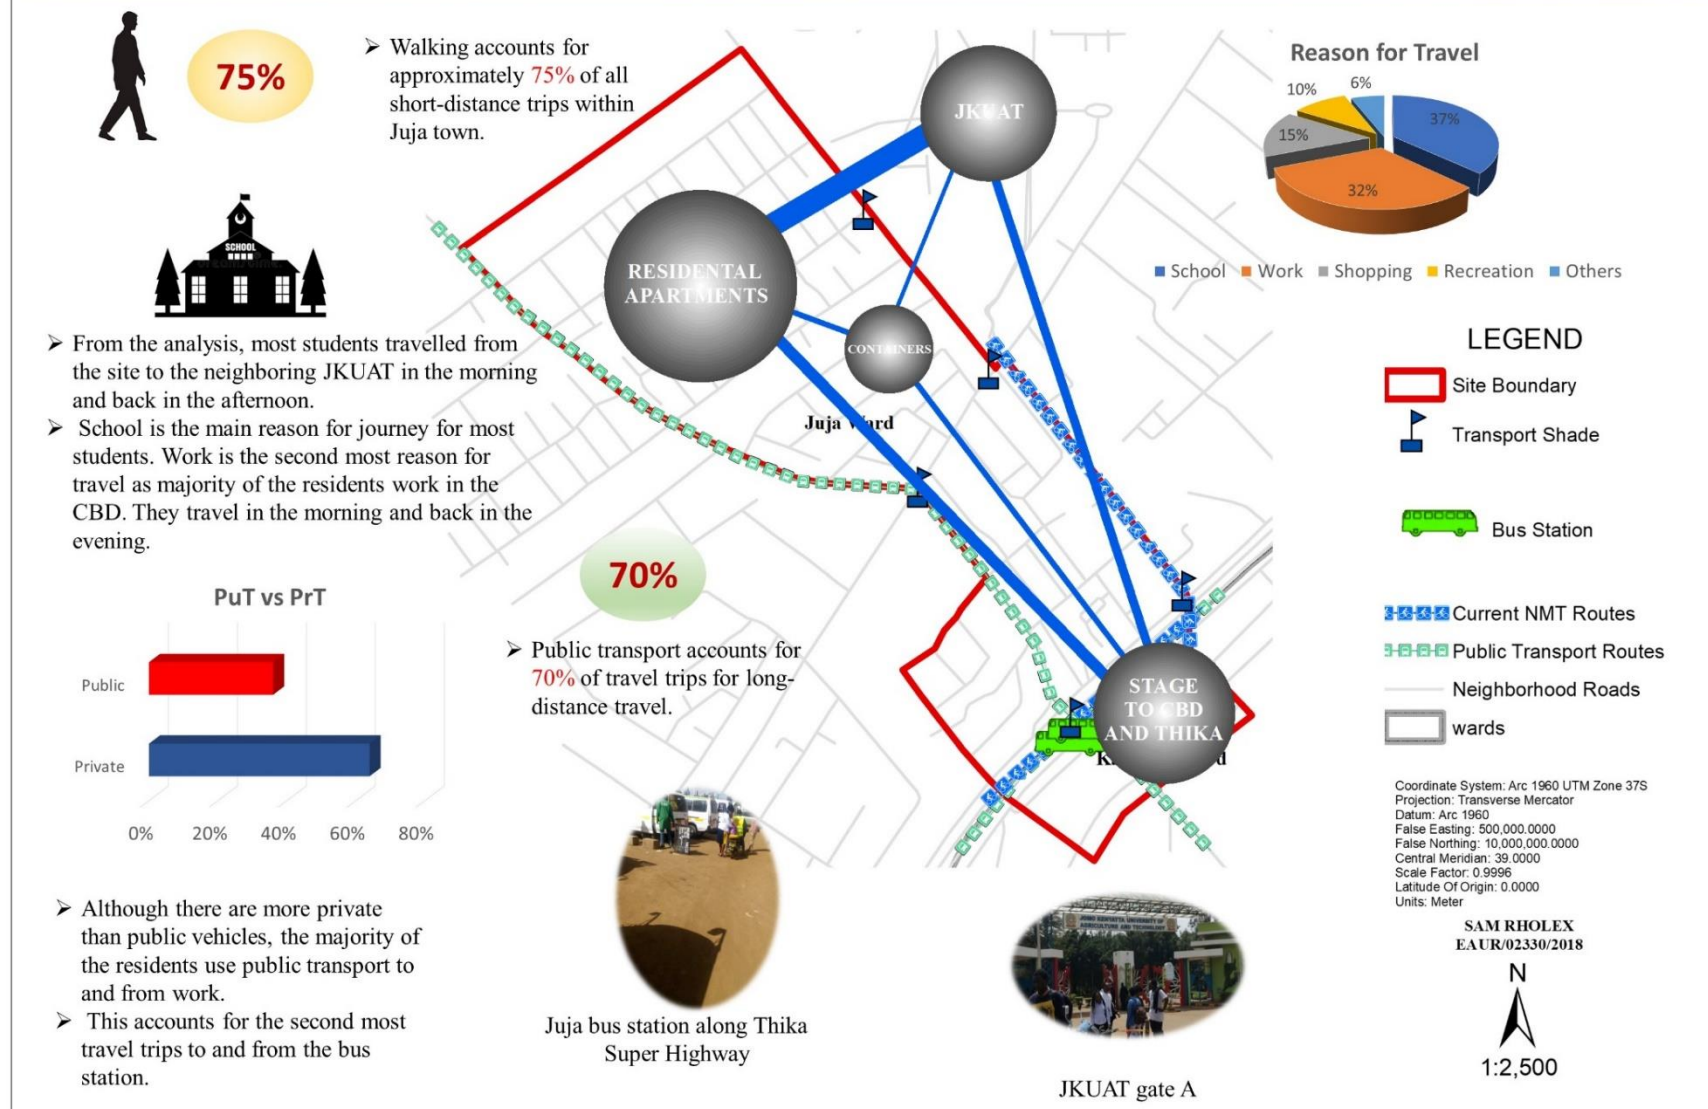 75%
➢ Walking accounts for
approximately 75% of all
short-distance trips within
Juja town.
SCHOOL
➢ From the analysis, most students travelled from
the site to the neighboring JKUAT in the morning
and back in the afternoon.
➢ School is the main reason for journey for most
students. Work is the second most reason for
travel as majority of the residents work in the
CBD. They travel in the morning and back in the
evening.
PuT vs PrT
Public
Private
0% 20% 40% 60% 80%
➢ Although there are more private
than public vehicles, the majority of
the residents use public transport to
and from work.
➢ This accounts for the second most
travel trips to and from the bus
station.
70%
➢ Public transport accounts for
70% of travel trips for long-
distance travel.
JKUAT
RESIDENTAL
APARTMENTS
CONTAINERS
Juja Ward
STAGE
TO CBD
AND THIKA
Juja bus station along Thika
Super Highway
JOMO KENYATTA UNIVERSITY OF
AGRICULTURE AND TECHNOLOGY
JKUAT gate A
Reason for Travel
6%
10%
37%
15%
32%
School Work Shopping Recreation Others
LEGEND
Site Boundary
Transport Shade
Bus Station
Current NMT Routes
Public Transport Routes
Neighborhood Roads
wards
Coordinate System: Arc 1960 UTM Zone 37S
Projection: Transverse Mercator
Datum: Arc 1960
False Easting: 500,000.0000
False Northing: 10,000,000.0000
Central Meridian: 39.0000
Scale Factor: 0.9996
Latitude Of Origin: 0.0000
Units: Meter
SAM RHOLEX
EAUR/02330/2018
N
1:2,500